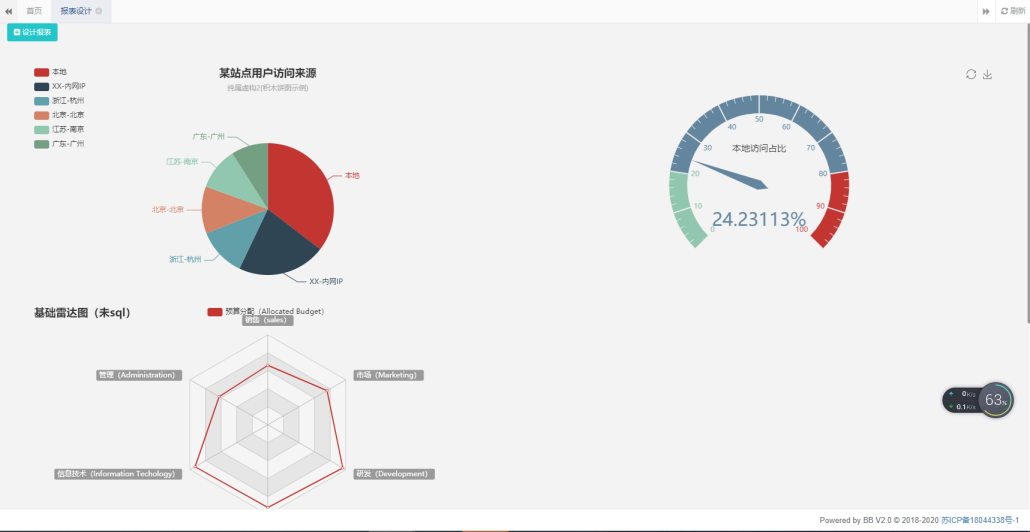 首页
报表设计
刷新
设计报表
本地
XX-内网IP
浙江-杭州
北京-北京
江苏-南京
广东-广州
某站点用户访问来源
纯属虚构2(积木拼图示例)
广东-广州
江苏-南京
北京-北京
浙江-杭州
本地
XX-内网IP
0
10
20
30
40
50
60
70
80
90
100
本地访问占比
24.23113%
基础雷达图（未sql）
预算分配（Allocated Budget）
销售（sales）
管理（Administration）
市场（Marketing）
信息技术（Information Techology）
研发（Development）
0K/s
0.1K/s
63%
Powered by BB V2.0 © 2018-2020 苏ICP备18044338号-1